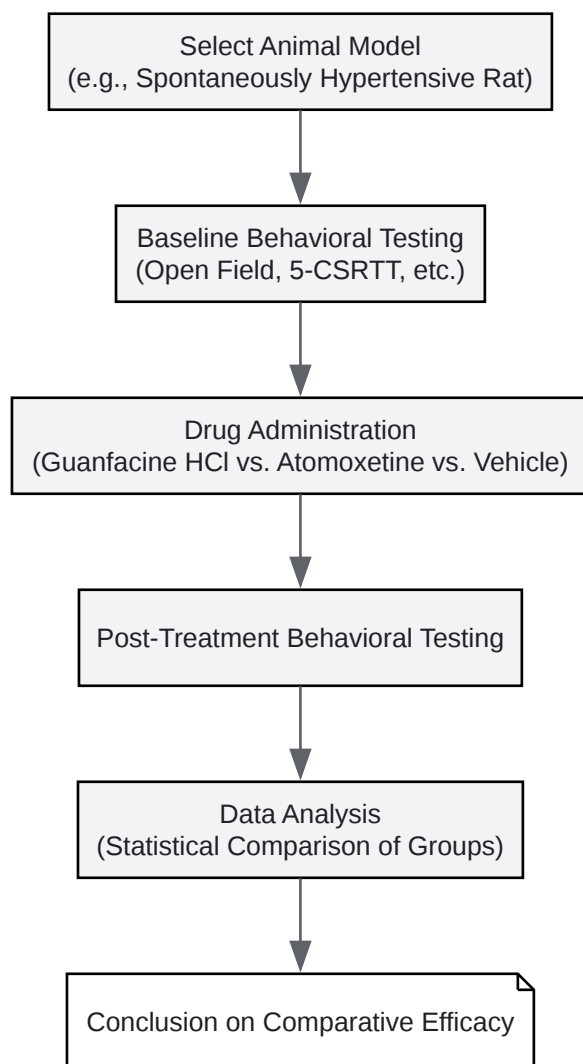 Select Animal Model
(e.g., Spontaneously Hypertensive Rat)
Baseline Behavioral Testing
(Open Field, 5-CSRTT, etc.)
Drug Administration
(Guanfacine HCl vs. Atomoxetine vs. Vehicle)
Post-Treatment Behavioral Testing
Data Analysis
(Statistical Comparison of Groups)
Conclusion on Comparative Efficacy